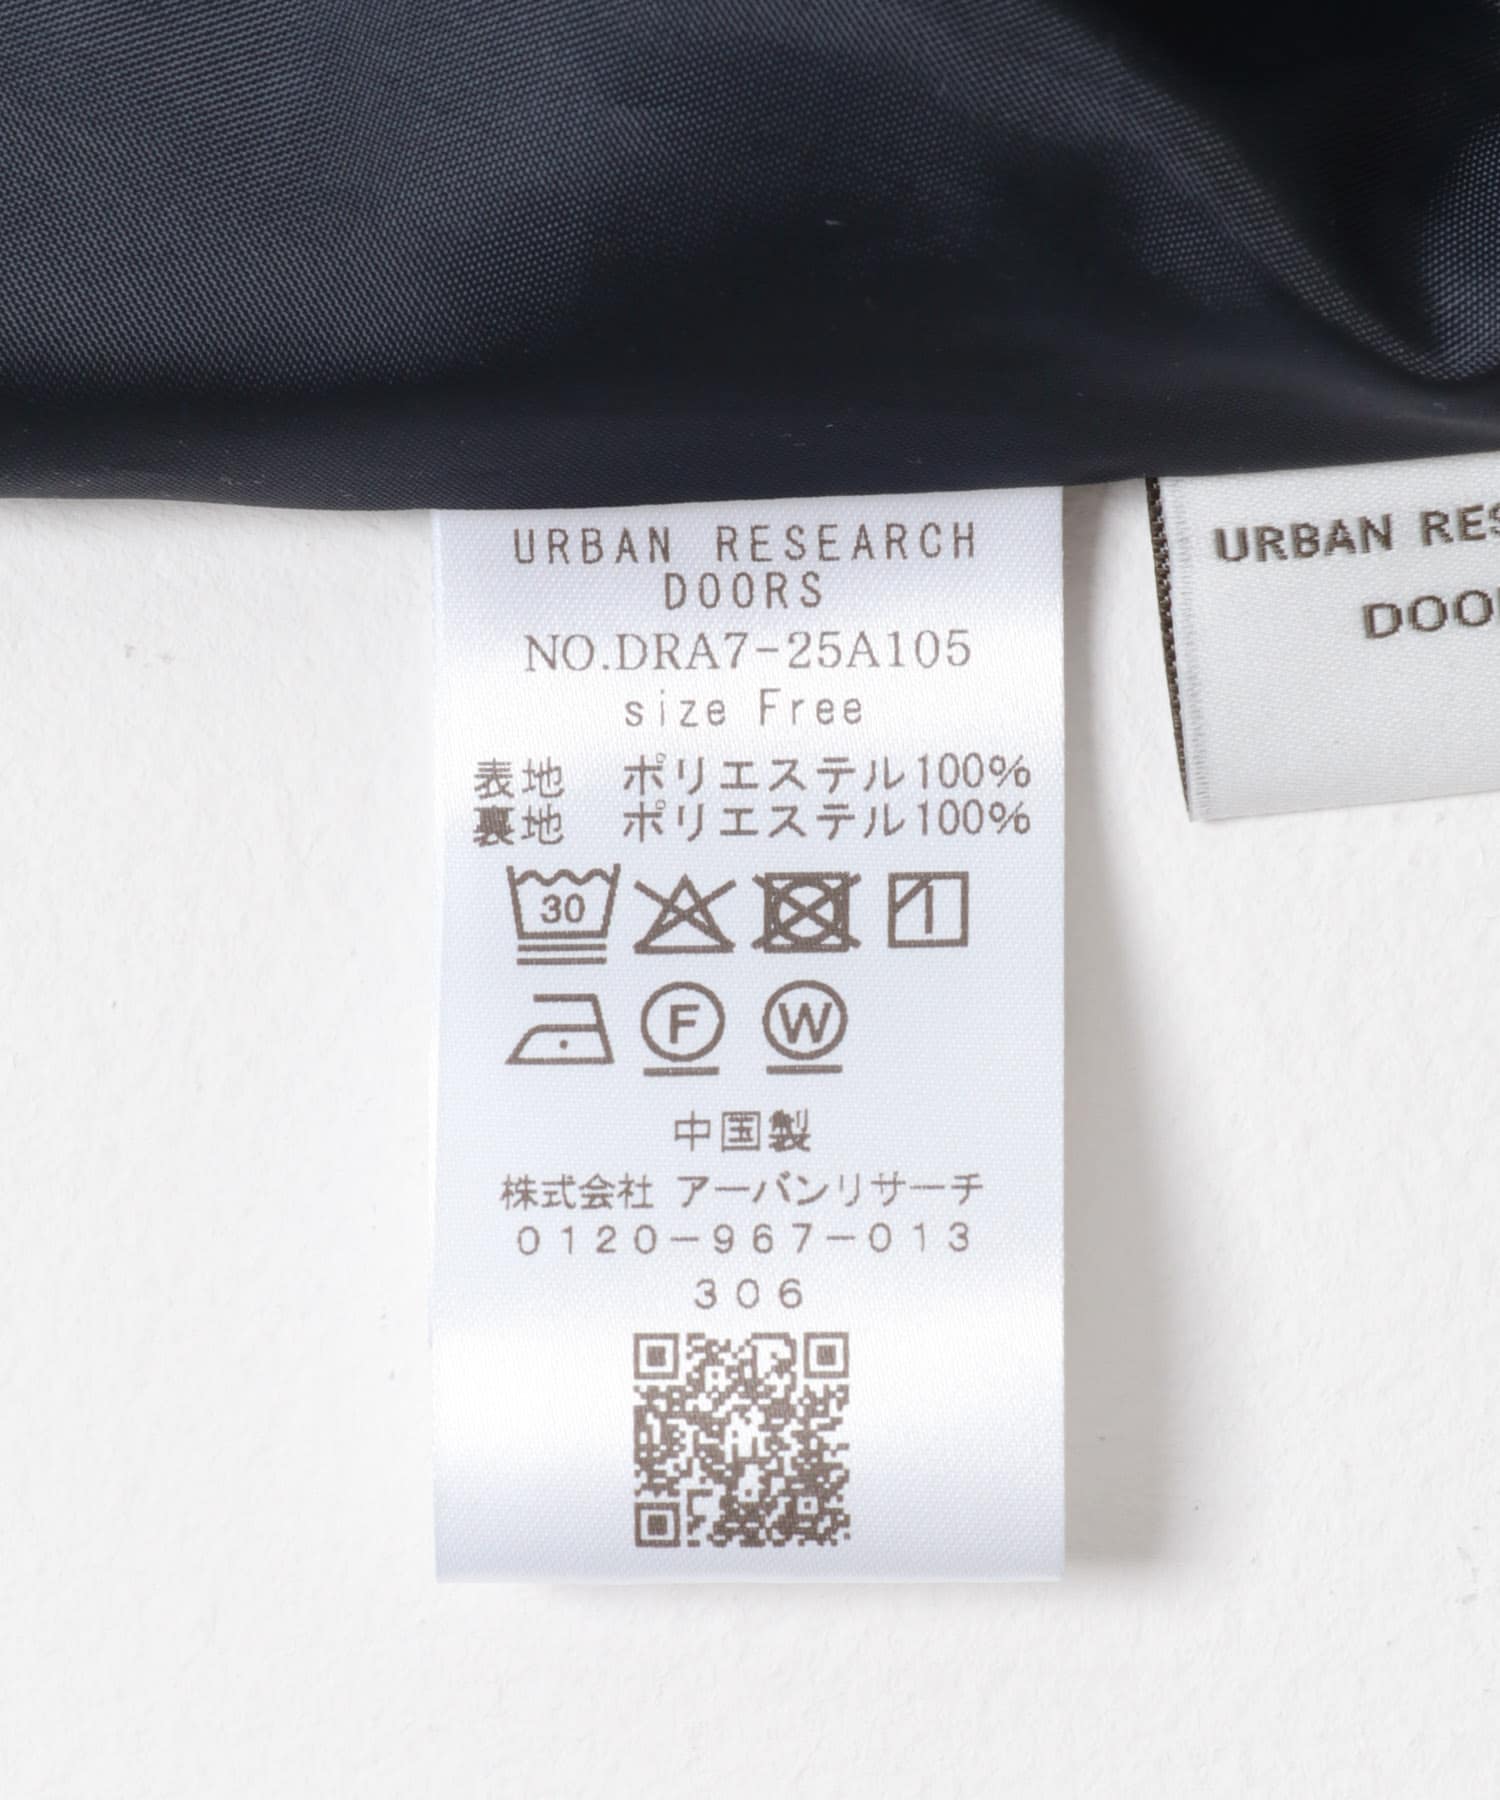 URBAN RESEARCH
DOORS
NO.DRA7-25A105
size Free
表地 ポリエステル100%
裏地 ポリエステル100%
30
F W
中国製
株式会社 アーバンリサーチ
0120-967-013
306
URBAN RES
DOO